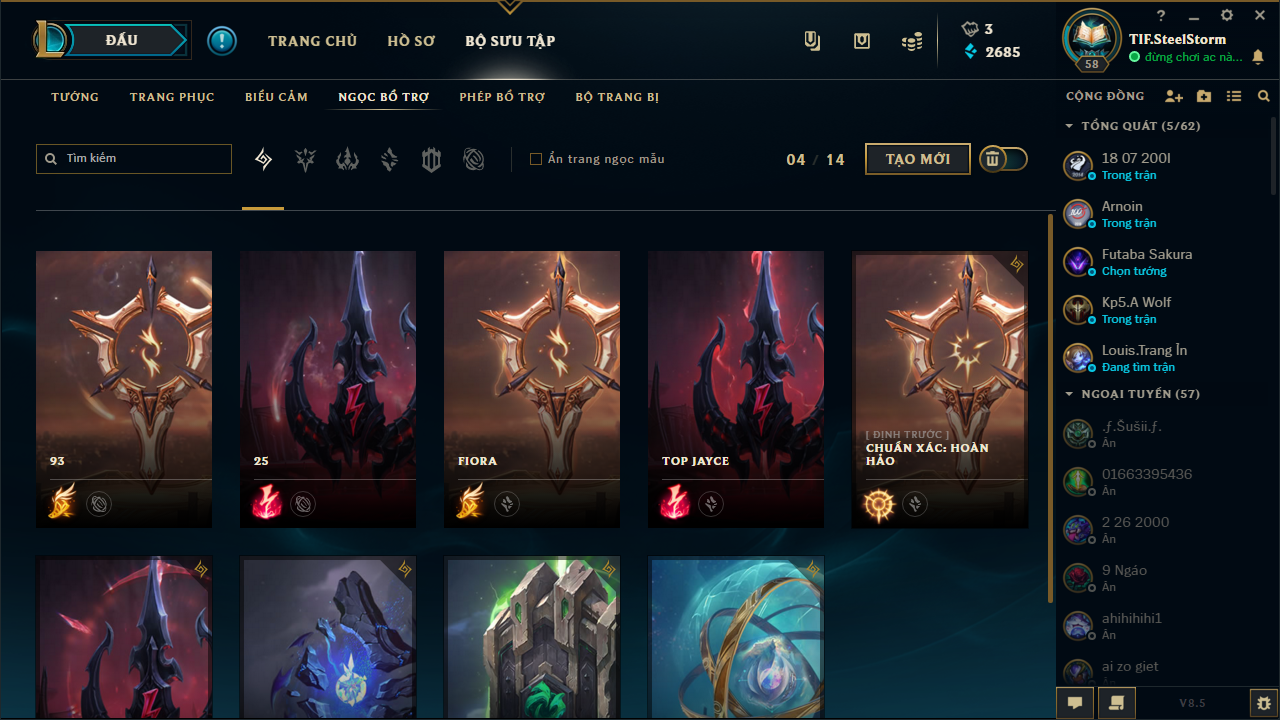 ĐẤU
TRANG CHỦ
HỒ SƠ
BỘ SƯU TẬP
3
2685
58
TIF.SteelStorm
đừng chơi ac nà...
TƯỚNG
TRANG PHỤC
BIỂU CẢM
NGỌC BỔ TRỢ
PHÉP BỔ TRỢ
BỘ TRANG BỊ
Tìm kiếm
Ẩn trang ngọc mẫu
04 / 14
TẠO MỚI
93
25
FIORA
TOP JAYCE
[ ĐỊNH TRƯỚC ]
CHUẨN XÁC: HOÀN
HẢO
CỘNG ĐỒNG
TỔNG QUÁT (5/62)
18 07 200l
Trong trận
Arnoin
Trong trận
Futaba Sakura
Chọn tướng
Kp5.A Wolf
Trong trận
Louis.Trang Ỉn
Đang tìm trận
NGOẠI TUYẾN (57)
.ƒ.Šušii.ƒ.
Ẩn
01663395436
Ẩn
2 26 2000
Ẩn
9 Ngáo
Ẩn
ahihihihi1
Ẩn
ai zo giet
Ẩn
V8.5